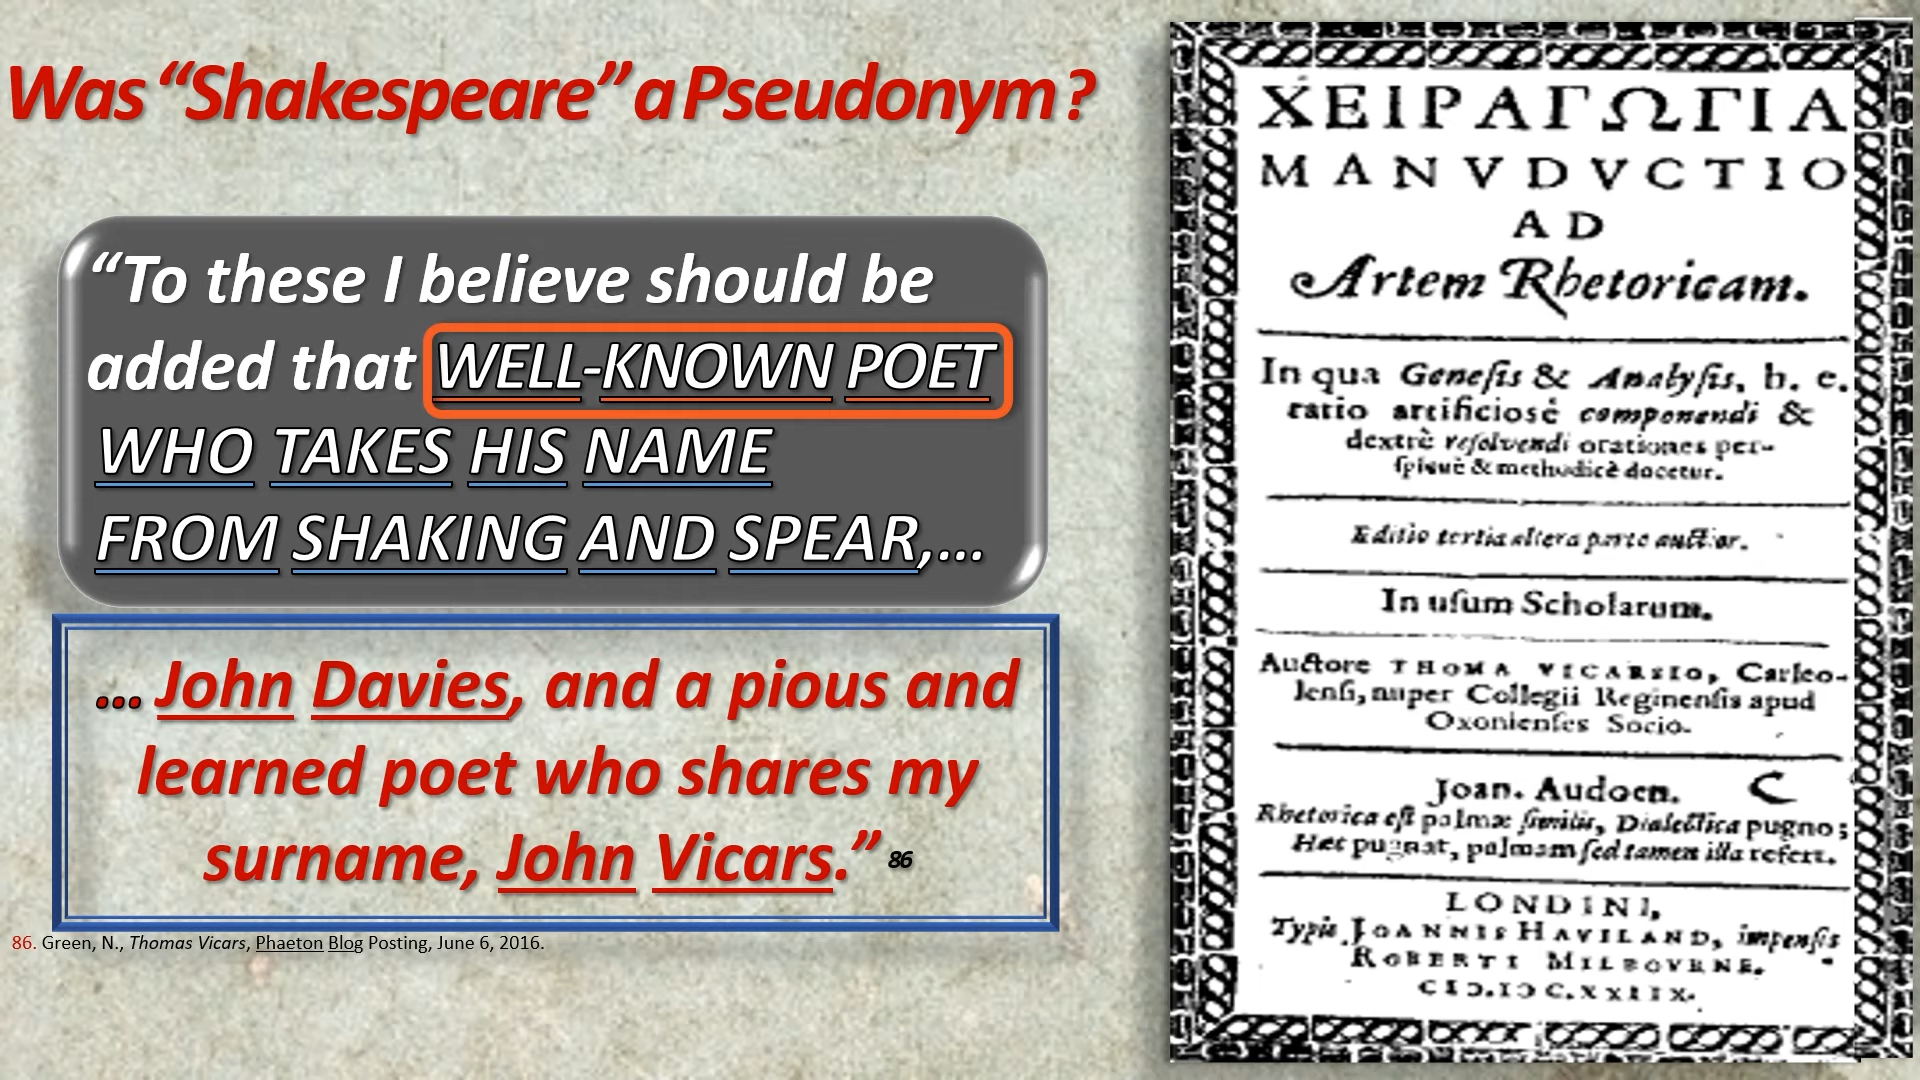 Was “Shakespeare” a Pseudonym ?
“To these I believe should be
added that WELL-KNOWN POET
WHO TAKES HIS NAME
FROM SHAKING AND SPEAR,...
... John Davies, and a pious and
learned poet who shares my
surname, John Vicars.” 86
86. Green, N., Thomas Vicars, Phaeton Blog Posting, June 6, 2016.
ΧΕΙΡΑΓΩΓΙΑ
MANVDVCTIO
AD
Artem Rhetoricam.
In qua Geneſis & Analyſis, h. e.
ratio artificiosè componendi &
dextrè reſolvendi orationes per-
ſpicuè & methodicè docetur.
Editio tertia altera parte auctior.
In uſum Scholarum.
Auctore THOMA VICARSIO, Carleo-
lenſi, nuper Collegii Reginenſis apud
Oxonienſes Socio.
Joan. Audoen.
Rhetorica eſt palmæ ſimilis, Dialectica pugno;
Hæc pugnat, palmam ſed tamen illa refert.
LONDINI,
Typis JOANNIS HAVILAND, impenſis
ROBERTI MILBOVRNE.